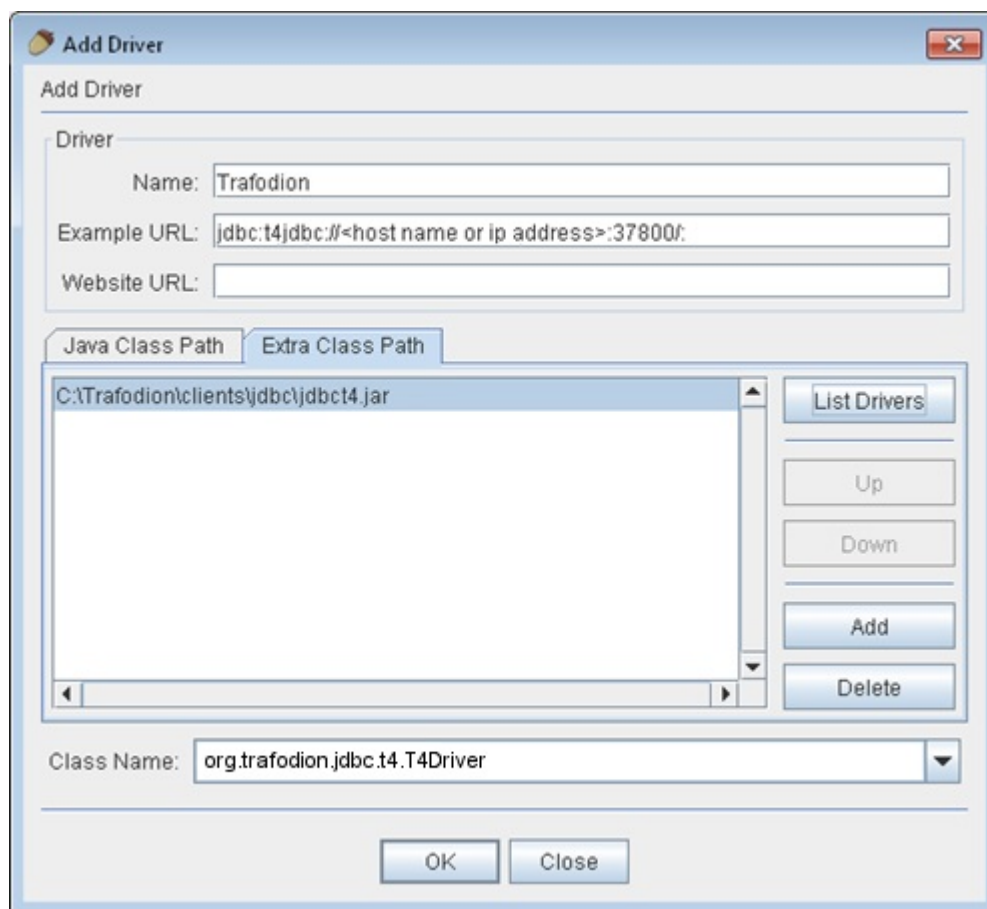 Add Driver
Add Driver
Driver
Name: Trafodion
Example URL: jdbc:t4jdbc://<host name or ip address>:37800/:
Website URL:
Java Class Path Extra Class Path
C:\Trafodion\clients\jdbc\jdbct4.jar
List Drivers
Up
Down
Add
Delete
Class Name: org.trafodion.jdbc.t4.T4Driver
OK Close